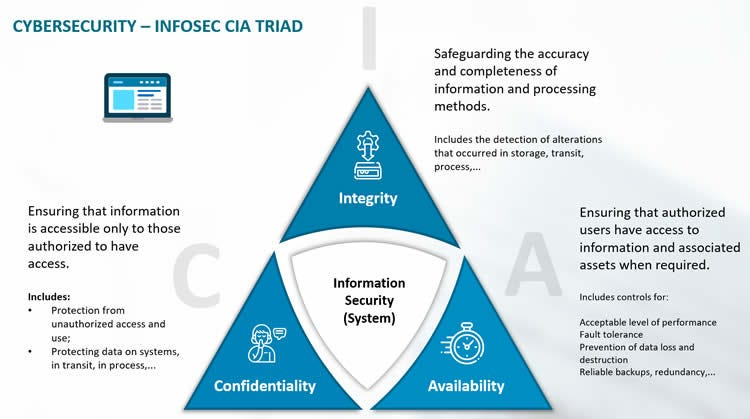 CYBERSECURITY – INFOSEC CIA TRIAD
I
Safeguarding the accuracy
and completeness of
information and processing
methods.
Includes the detection of alterations
that occurred in storage, transit,
process,...
Integrity
Ensuring that information
is accessible only to those
authorized to have
access.
Includes:
• Protection from
unauthorized access and
use;
• Protecting data on systems,
in transit, in process,...
C
Information
Security
(System)
A
Ensuring that authorized
users have access to
information and associated
assets when required.
Includes controls for:
Acceptable level of performance
Fault tolerance
Prevention of data loss and
destruction
Reliable backups, redundancy,...
Confidentiality
Availability